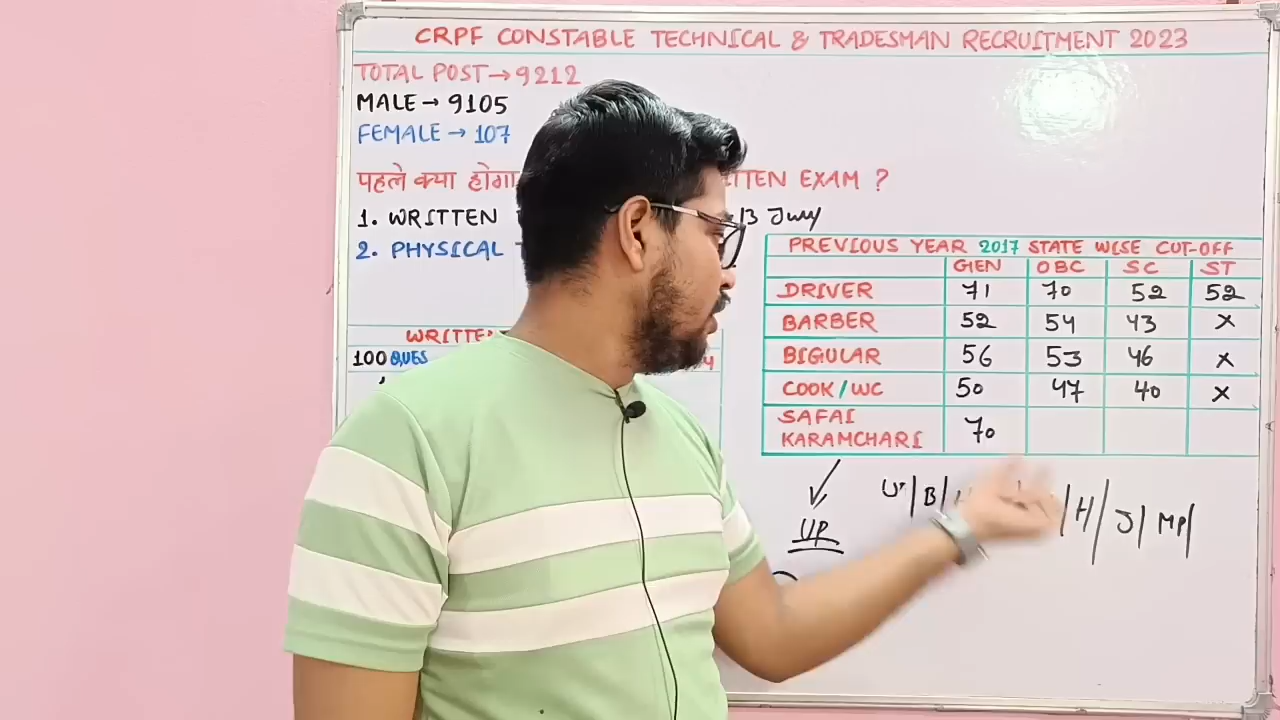 CRPF CONSTABLE TECHNICAL & TRADESMAN RECRUITMENT 2023
TOTAL POST → 9212
MALE → 9105
FEMALE → 107
पहले क्या होगा EXAM ?
1. WRITTEN 13 July
2. PHYSICAL
PREVIOUS YEAR 2017 STATE WISE CUT-OFF
GEN OBC SC ST
DRIVER 71 70 52 52
BARBER 52 54 43 X
BIGULAR 56 53 46 X
COOK/WC 50 47 40 X
SAFAI
KARAMCHARI 70
100 QUES
UP
B/ H/ J/ MP/